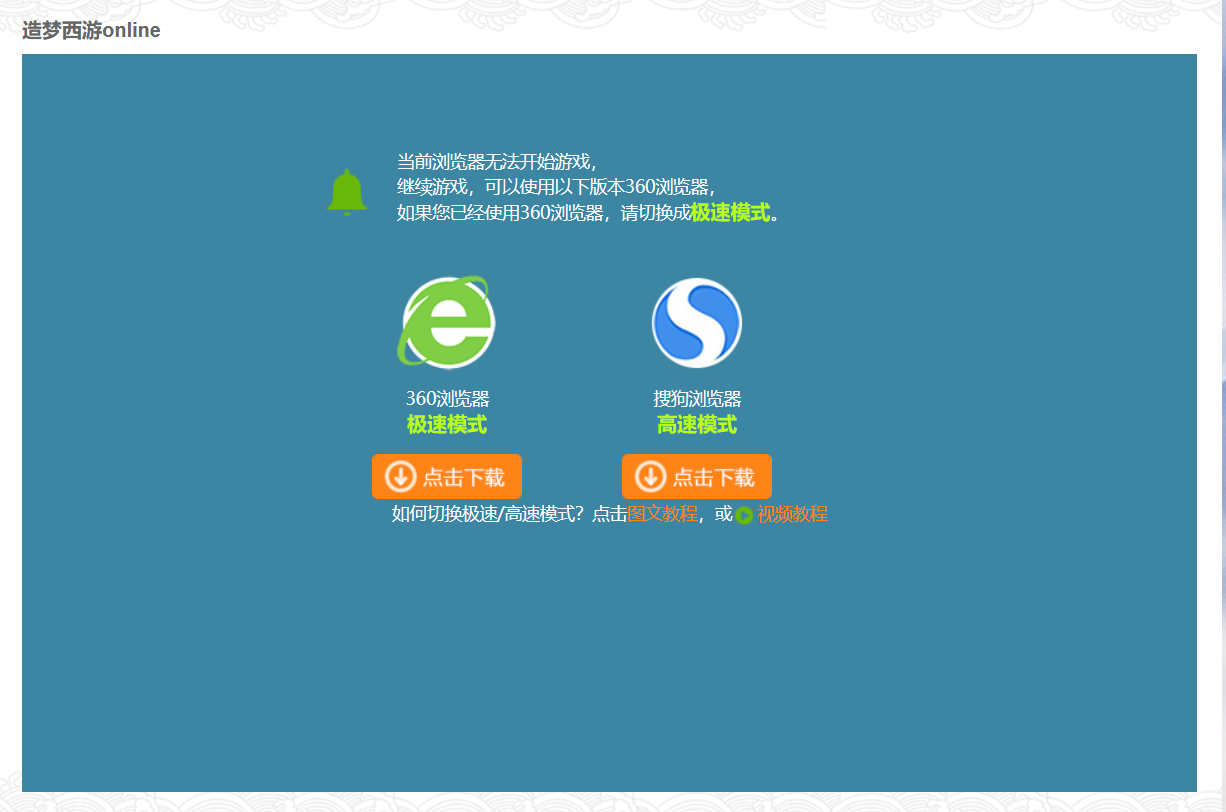 造梦西游online
当前浏览器无法开始游戏，
继续游戏，可以使用以下版本360浏览器，
如果您已经使用360浏览器，请切换成极速模式。
360浏览器
极速模式
点击下载
搜狗浏览器
高速模式
点击下载
如何切换极速/高速模式？点击图文教程，或 视频教程